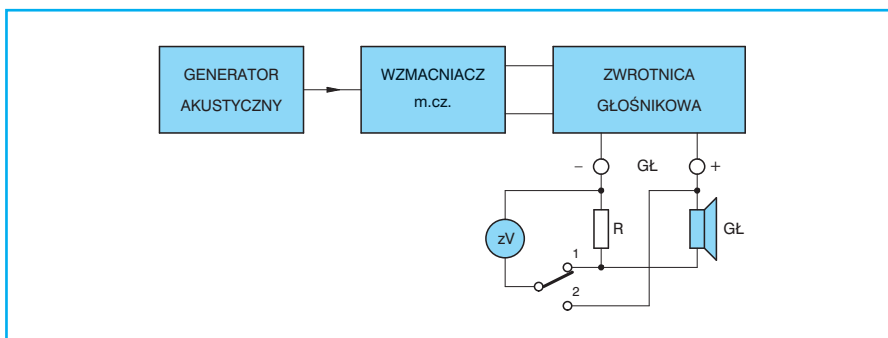 GENERATOR
AKUSTYCZNY
WZMACNIACZ
m.cz.
ZWROTNICA
GŁOŚNIKOWA
– GŁ +
zV
R
GŁ
1
2